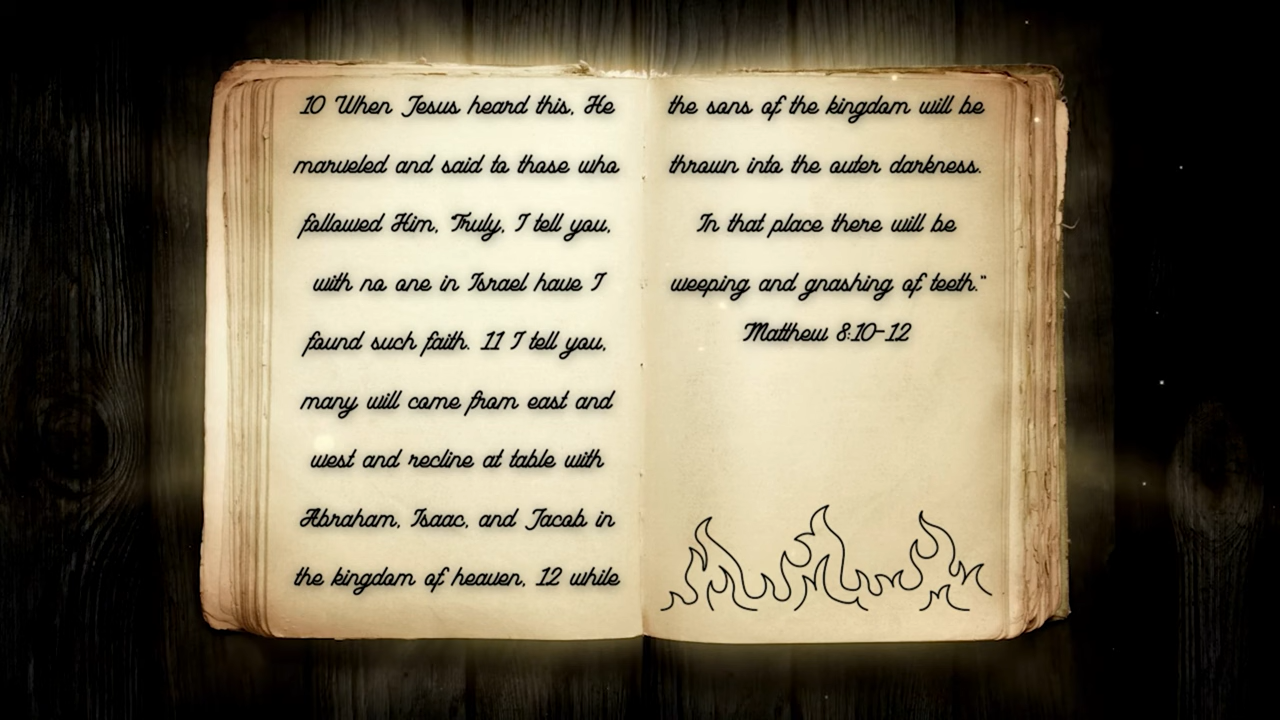 10 When Jesus heard this, He
marveled and said to those who
followed Him, Truly, I tell you,
with no one in Israel have I
found such faith. 11 I tell you,
many will come from east and
west and recline at table with
Abraham, Isaac, and Jacob in
the kingdom of heaven, 12 while
the sons of the kingdom will be
thrown into the outer darkness.
In that place there will be
weeping and gnashing of teeth."
Matthew 8:10-12